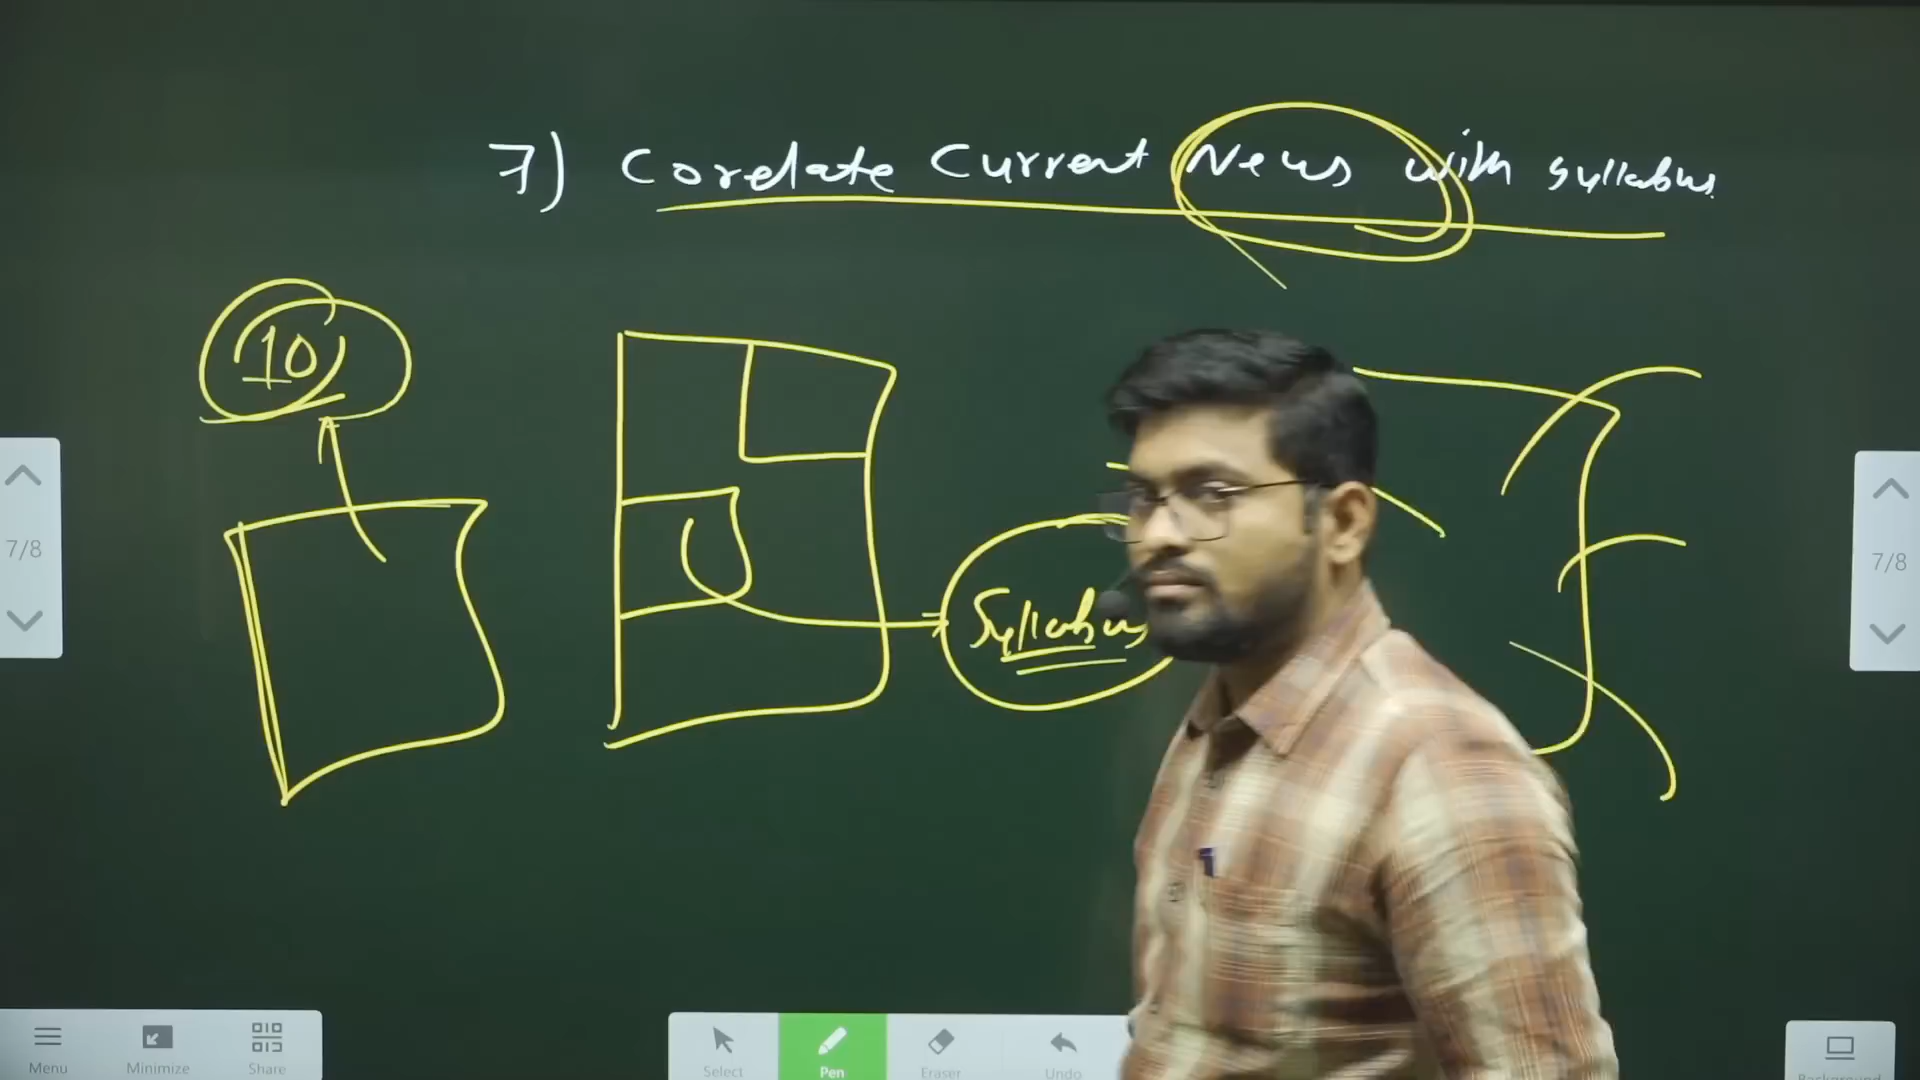 7) Corelate Current News with syllabus
10
Syllabus
7/8
7/8
Menu
Minimize
Share
Select
Pen
Eraser
Undo
Background